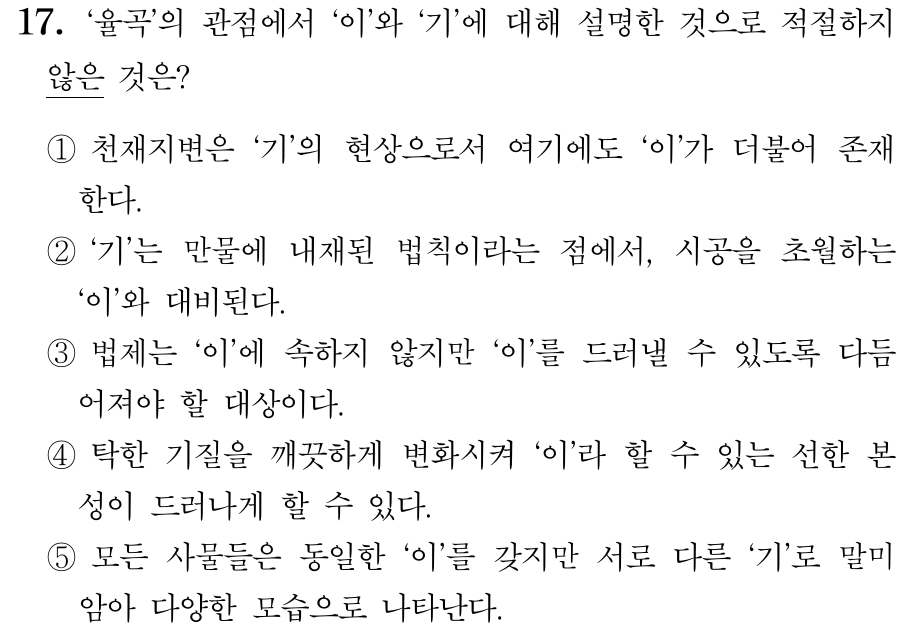 17. ‘율곡’의 관점에서 ‘이’와 ‘기’에 대해 설명한 것으로 적절하지
않은 것은?
① 천재지변은 ‘기’의 현상으로서 여기에도 ‘이’가 더불어 존재
한다.
② ‘기’는 만물에 내재된 법칙이라는 점에서, 시공을 초월하는
‘이’와 대비된다.
③ 법제는 ‘이’에 속하지 않지만 ‘이’를 드러낼 수 있도록 다듬
어져야 할 대상이다.
④ 탁한 기질을 깨끗하게 변화시켜 ‘이’라 할 수 있는 선한 본
성이 드러나게 할 수 있다.
⑤ 모든 사물들은 동일한 ‘이’를 갖지만 서로 다른 ‘기’로 말미
암아 다양한 모습으로 나타난다.